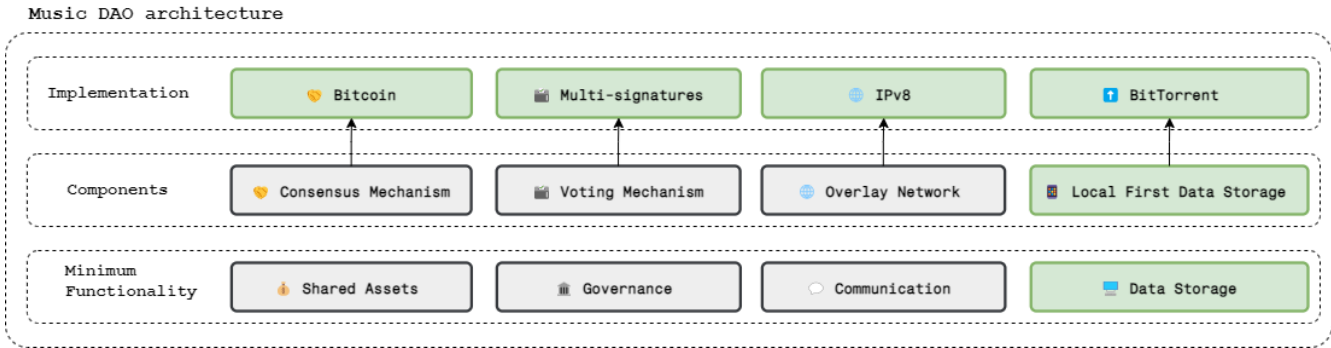 Music DAO architecture
Implementation
Bitcoin
Multi-signatures
IPv8
BitTorrent
Components
Consensus Mechanism
Voting Mechanism
Overlay Network
Local First Data Storage
Minimum
Functionality
Shared Assets
Governance
Communication
Data Storage